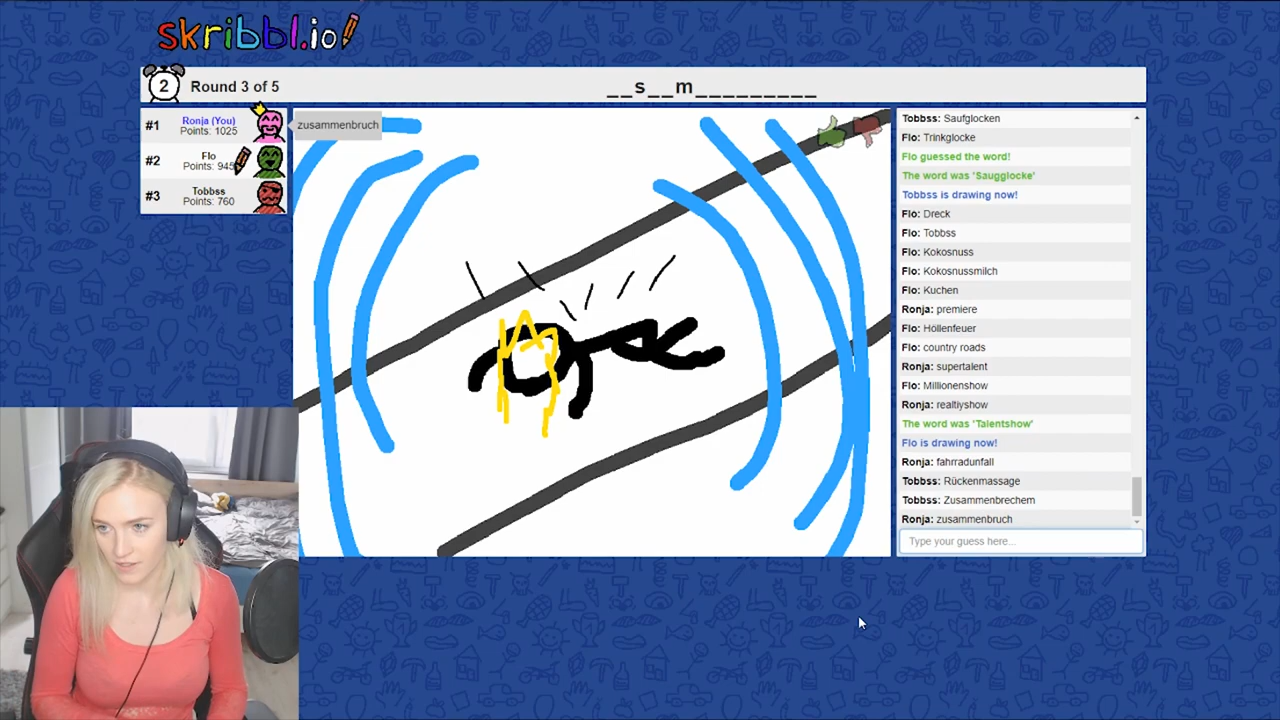 skribbl.io
2
Round 3 of 5
__s__m_________
#1
Ronja (You)
Points: 1025
#2
Flo
Points: 945
#3
Tobbss
Points: 760
zusammenbruch
Tobbss: Saufglocken
Flo: Trinkglocke
Flo guessed the word!
The word was 'Saugglocke'
Tobbss is drawing now!
Flo: Dreck
Flo: Tobbss
Flo: Kokosnuss
Flo: Kokosnussmilch
Flo: Kuchen
Ronja: premiere
Flo: Höllenfeuer
Flo: country roads
Ronja: supertalent
Flo: Millionenshow
Ronja: realtiyshow
The word was 'Talentshow'
Flo is drawing now!
Ronja: fahrradunfall
Tobbss: Rückenmassage
Tobbss: Zusammenbrechem
Ronja: zusammenbruch
Type your guess here...